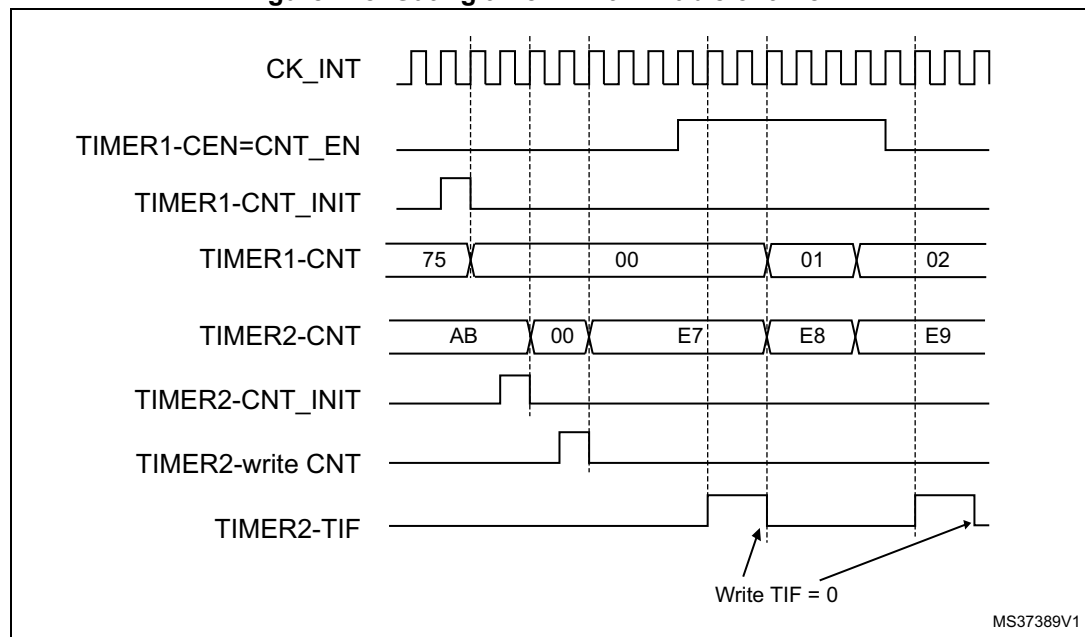 CK_INT
TIMER1-CEN=CNT_EN
TIMER1-CNT_INIT
TIMER1-CNT 75 00 01 02
TIMER2-CNT AB 00 E7 E8 E9
TIMER2-CNT_INIT
TIMER2-write CNT
TIMER2-TIF
Write TIF = 0
MS37389V1